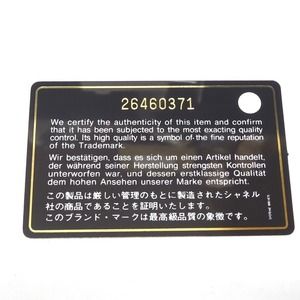 26460371
We certify the authenticity of this item and confirm
that it has been subjected to the most exacting quality
control. Its high quality is a symbol of the fine reputation
of the Trademark.
Wir bestätigen, dass es sich um einen Artikel handelt,
der während seiner Herstellung strengsten Kontrollen
unterworfen war, und dessen erstklassige Qualität
dem hohen Ansehen unserer Marke entspricht.
この製品は厳しい管理のもとに製造されたシャネル
社の商品であることを証明いたします。
このブランド・マークは最高級品質の象徴です。